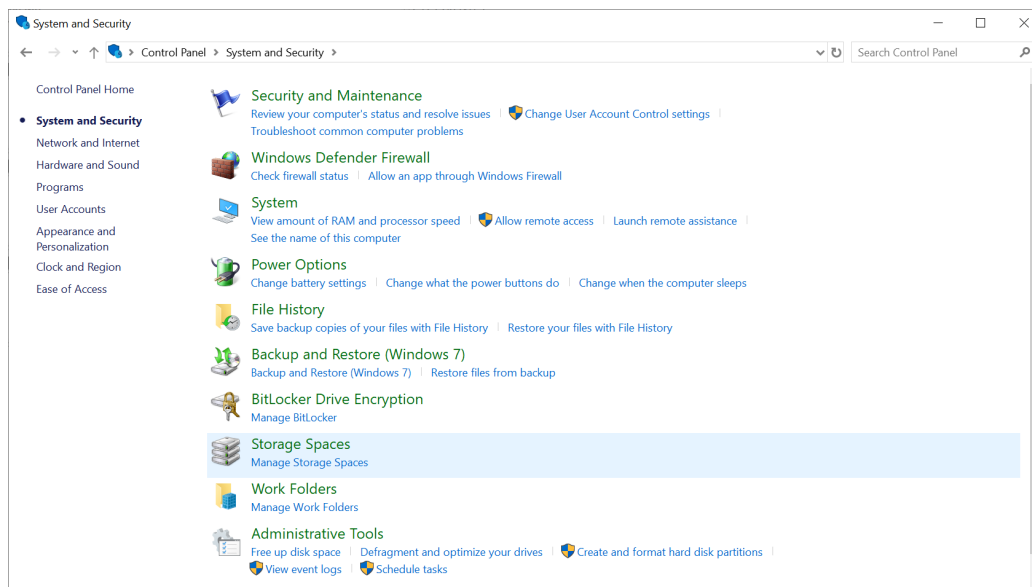 System and Security
Control Panel > System and Security >
Search Control Panel
Control Panel Home
System and Security
Network and Internet
Hardware and Sound
Programs
User Accounts
Appearance and
Personalization
Clock and Region
Ease of Access
Security and Maintenance
Review your computer's status and resolve issues
Change User Account Control settings
Troubleshoot common computer problems
Windows Defender Firewall
Check firewall status
Allow an app through Windows Firewall
System
View amount of RAM and processor speed
Allow remote access
Launch remote assistance
See the name of this computer
Power Options
Change battery settings
Change what the power buttons do
Change when the computer sleeps
File History
Save backup copies of your files with File History
Restore your files with File History
Backup and Restore (Windows 7)
Backup and Restore (Windows 7)
Restore files from backup
BitLocker Drive Encryption
Manage BitLocker
Storage Spaces
Manage Storage Spaces
Work Folders
Manage Work Folders
Administrative Tools
Free up disk space
Defragment and optimize your drives
Create and format hard disk partitions
View event logs
Schedule tasks